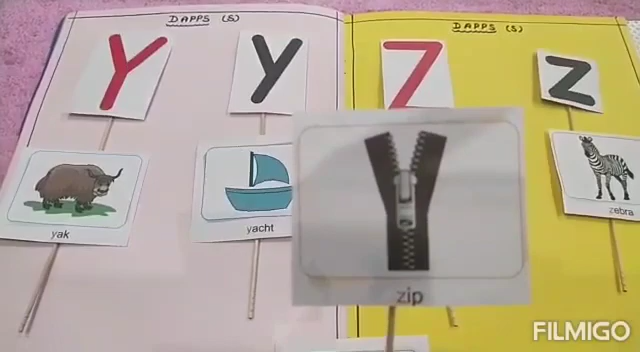 DAPPS (S)
Y y
yak
yacht
DAPPS (S)
Z z
zip
zebra
FILMIGO